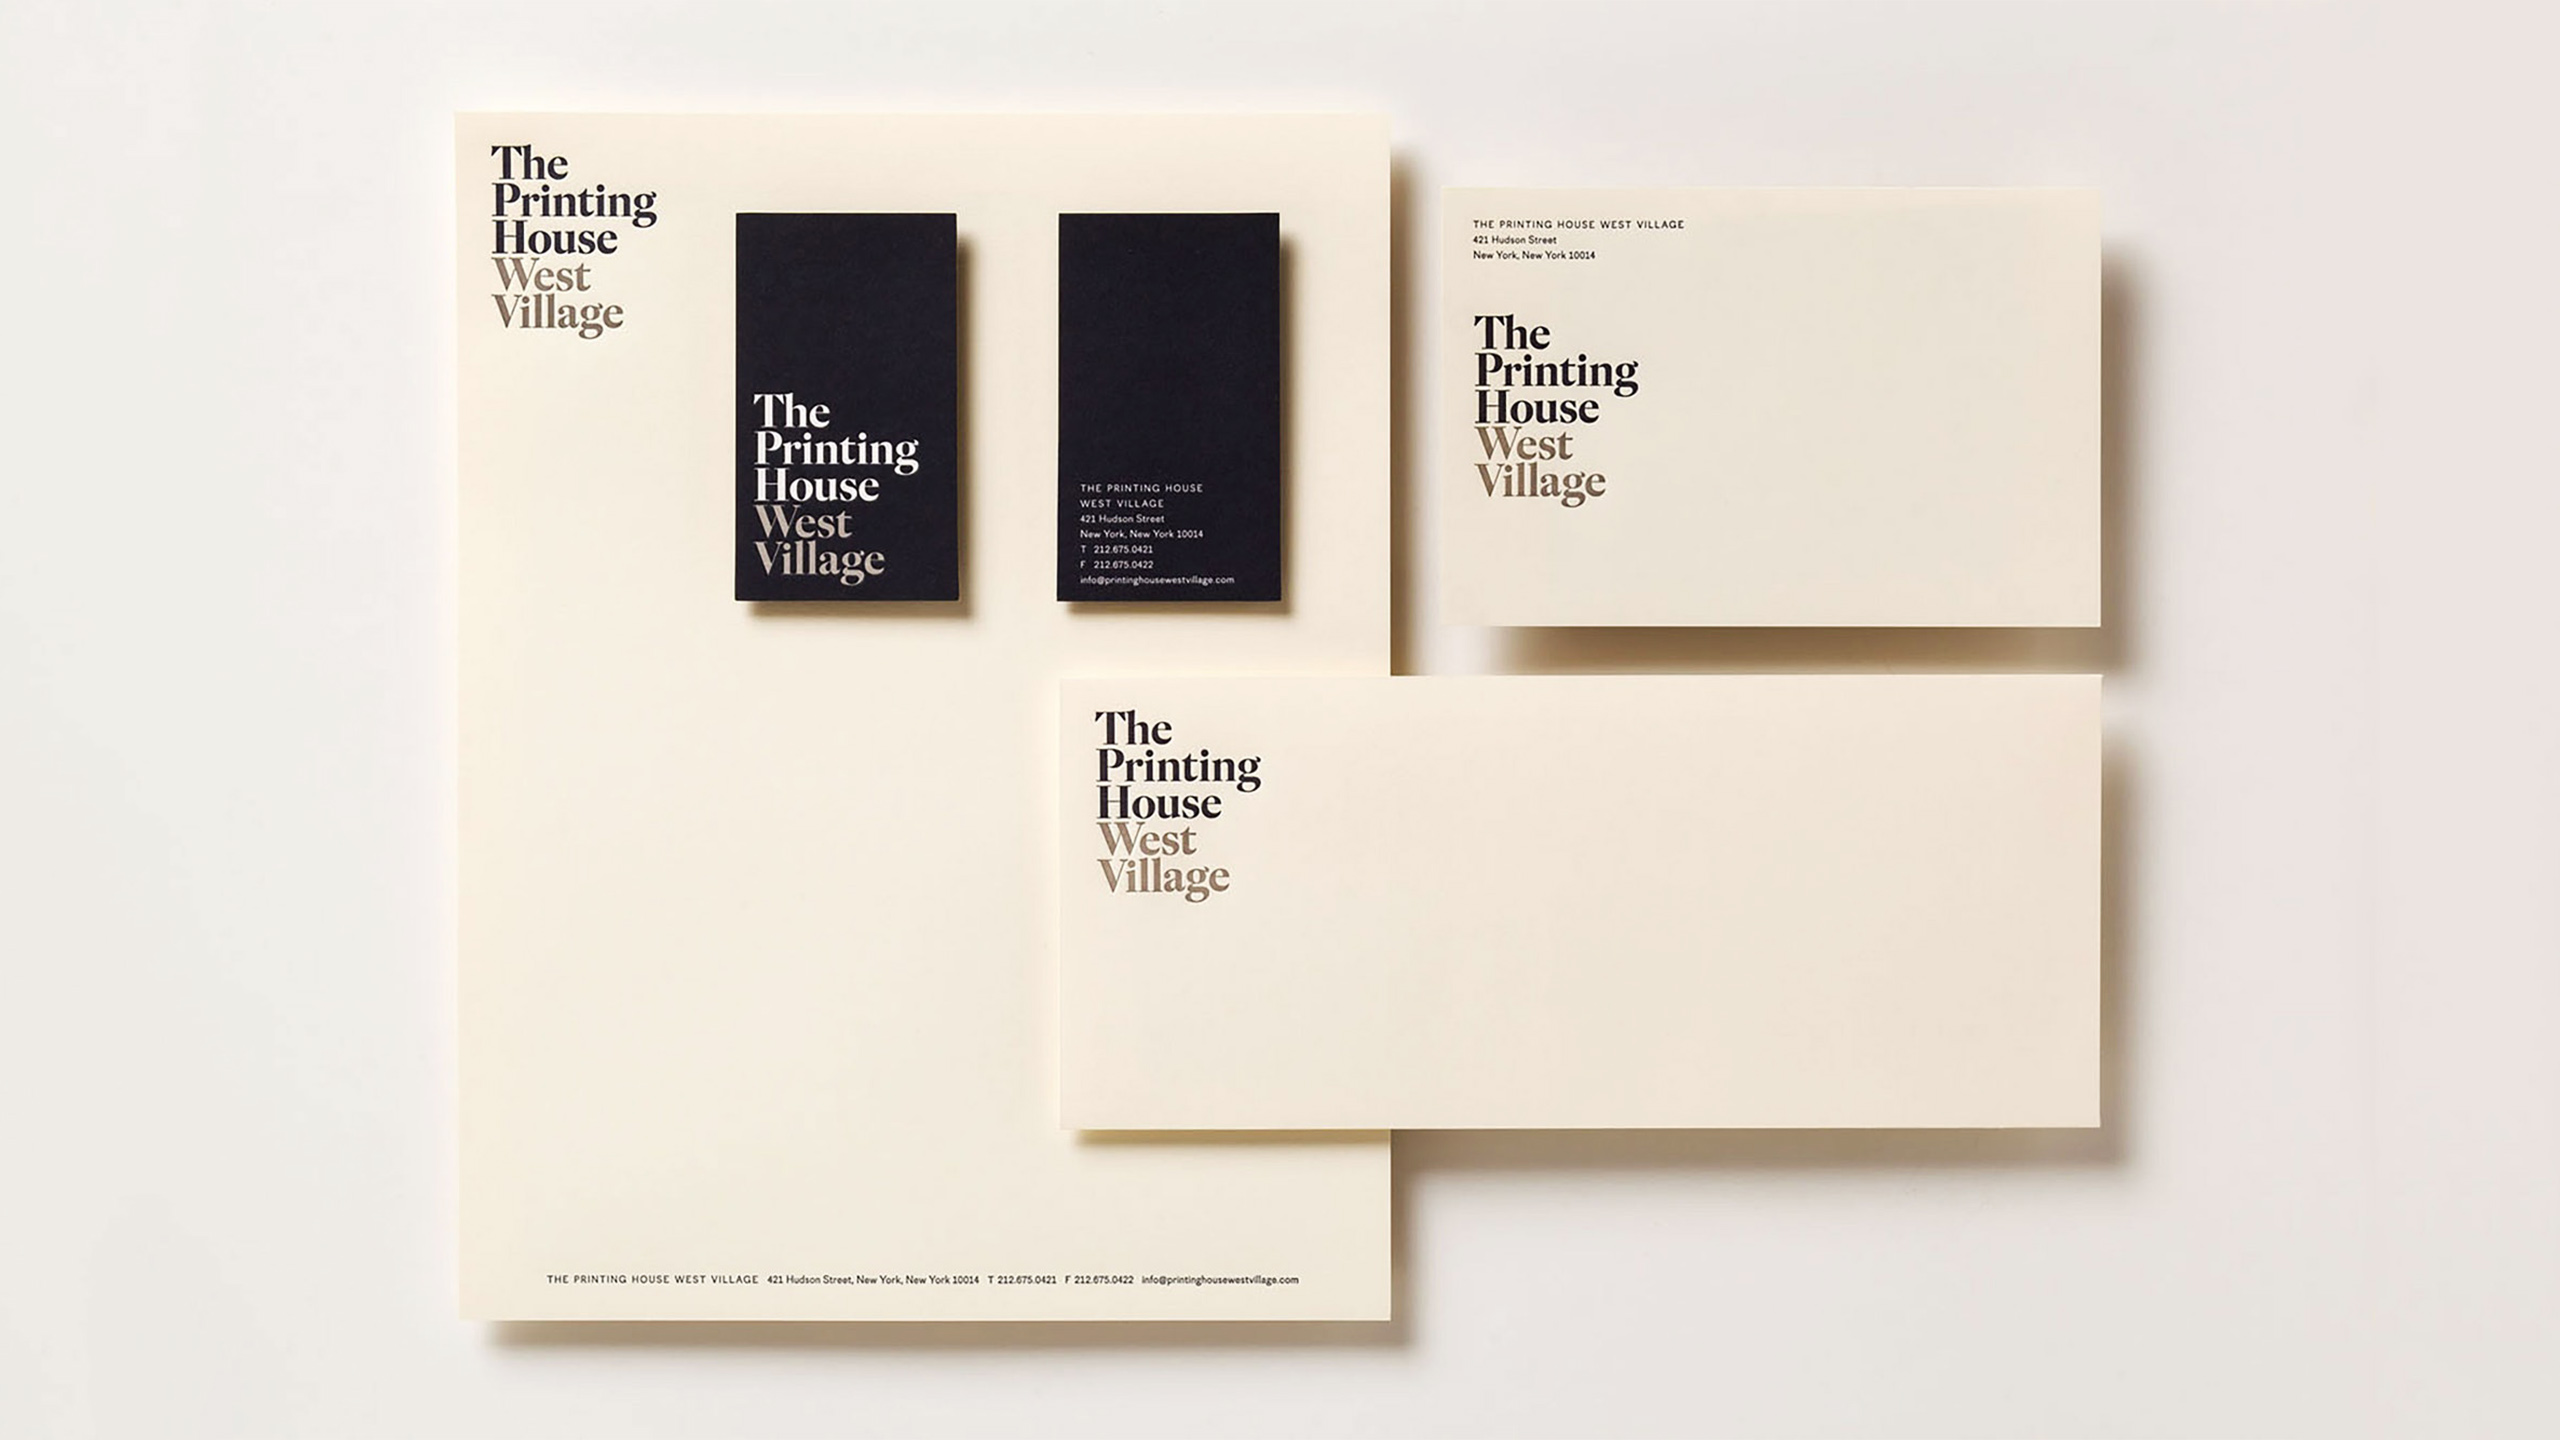 The
Printing
House
West
Village
The
Printing
House
West
Village
THE PRINTING HOUSE
WEST VILLAGE
421 Hudson Street
New York, New York 10014
T 212.675.0421
F 212.675.0422
info@printinghousewestvillage.com
THE PRINTING HOUSE WEST VILLAGE
421 Hudson Street
New York, New York 10014
The
Printing
House
West
Village
The
Printing
House
West
Village
THE PRINTING HOUSE WEST VILLAGE 421 Hudson Street, New York, New York 10014 T 212.675.0421 F 212.675.0422 info@printinghousewestvillage.com